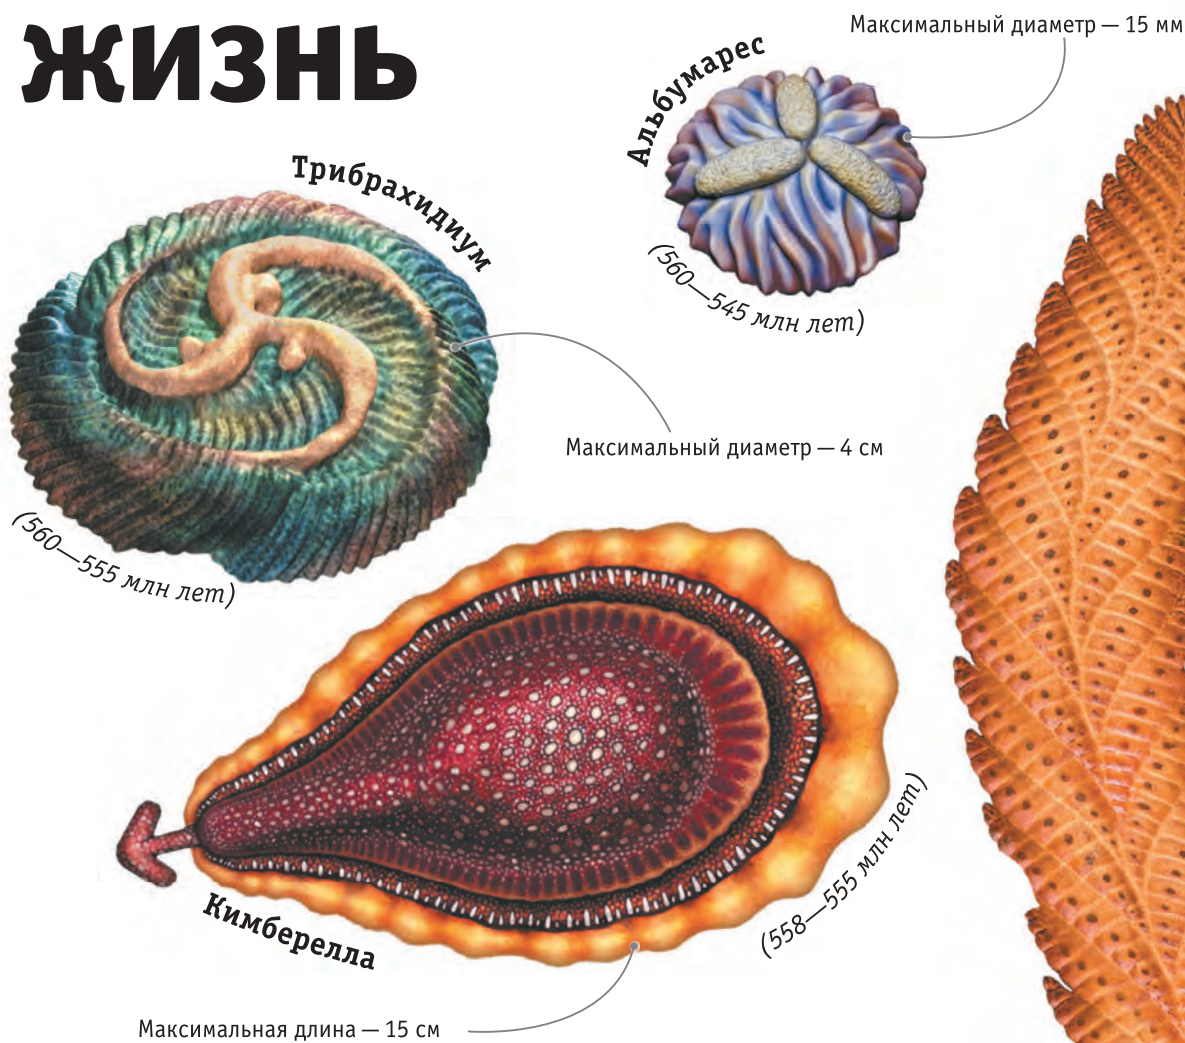 жизнь
Максимальный диаметр — 15 мм
Альбумарес
(560—545 млн лет)
Трибрахидиум
Максимальный диаметр — 4 см
(560—555 млн лет)
(558—555 млн лет)
Кимберелла
Максимальная длина — 15 см